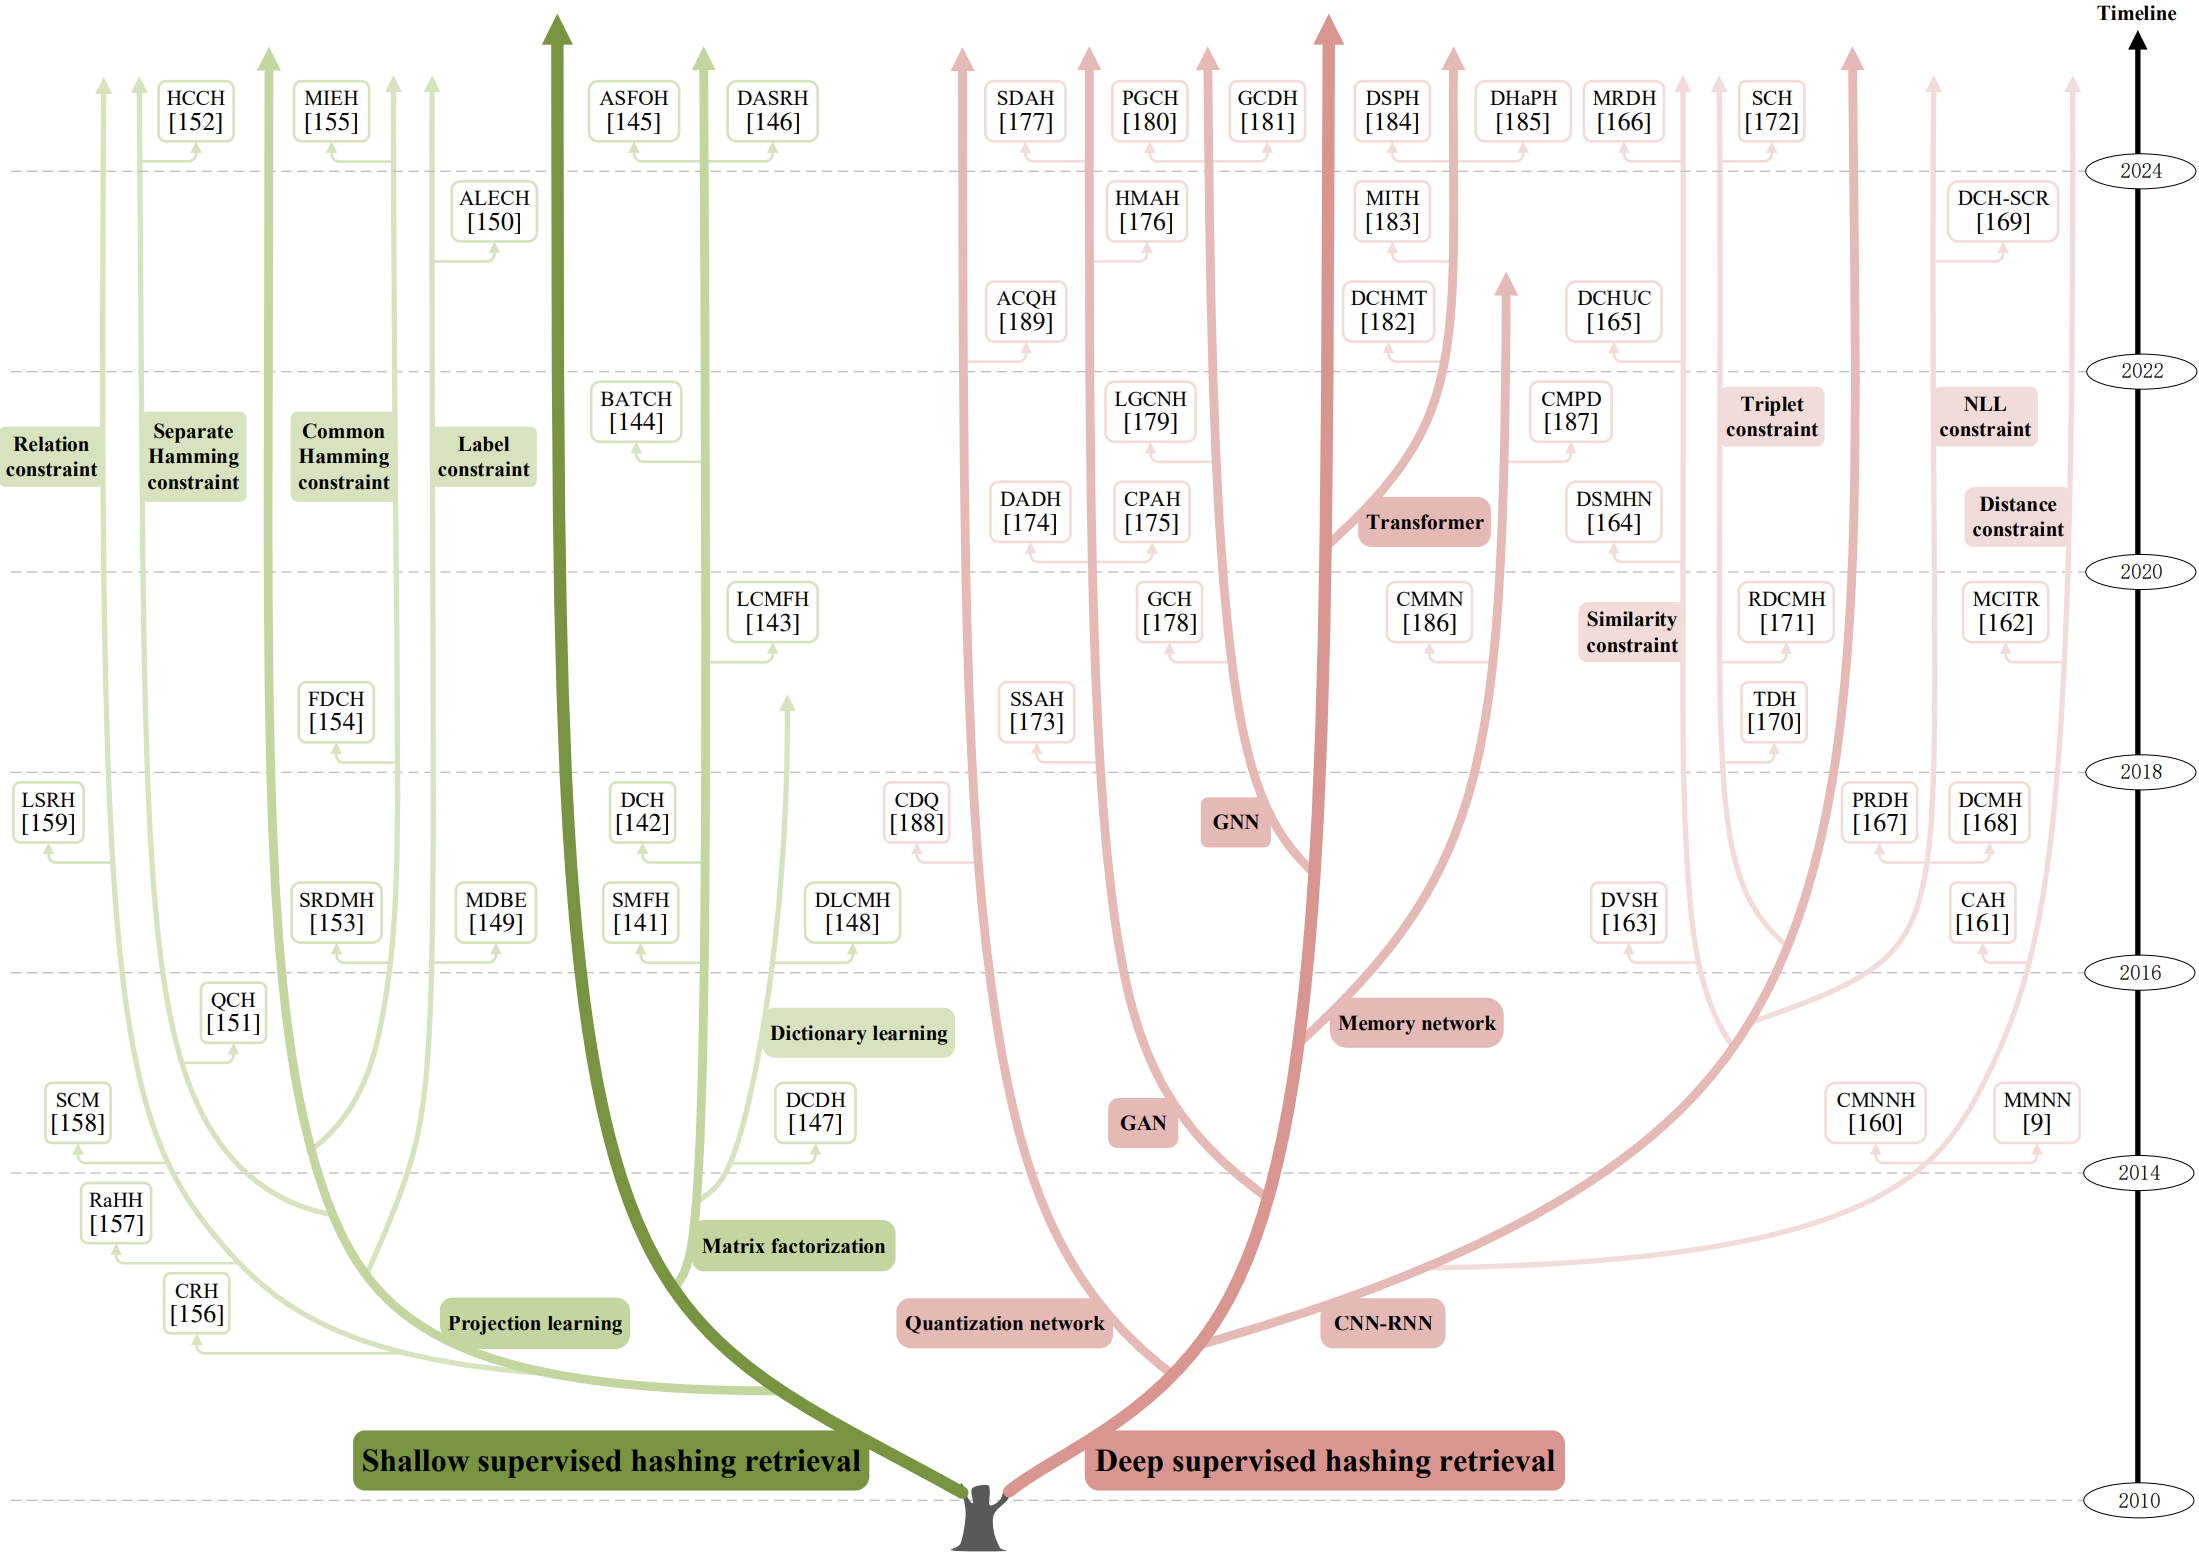 Timeline
HCCH
[152]
MIEH
[155]
ASFOH
[145]
DASRH
[146]
SDAH
[177]
PGCH
[180]
GCDH
[181]
DSPH
[184]
DHaPH
[185]
MRDH
[166]
SCH
[172]
2024
ALECH
[150]
HMAH
[176]
MITH
[183]
DCH-SCR
[169]
ACQH
[189]
DCHMT
[182]
DCHUC
[165]
2022
BATCH
[144]
LGCNH
[179]
CMPD
[187]
Triplet
constraint
NLL
constraint
Relation
constraint
Separate
Hamming
constraint
Common
Hamming
constraint
Label
constraint
DADH
[174]
CPAH
[175]
Transformer
DSMHN
[164]
Distance
constraint
2020
LCMFH
[143]
GCH
[178]
CMMN
[186]
Similarity
constraint
RDCMH
[171]
MCITR
[162]
FDCH
[154]
SSAH
[173]
TDH
[170]
2018
LSRH
[159]
DCH
[142]
CDQ
[188]
GNN
PRDH
[167]
DCMH
[168]
SRDMH
[153]
MDBE
[149]
SMFH
[141]
DLCMH
[148]
DVSH
[163]
CAH
[161]
2016
QCH
[151]
Dictionary learning
Memory network
SCM
[158]
DCDH
[147]
GAN
CMNNH
[160]
MMNN
[9]
2014
RaHH
[157]
Matrix factorization
CRH
[156]
Projection learning
Quantization network
CNN-RNN
Shallow supervised hashing retrieval
Deep supervised hashing retrieval
2010